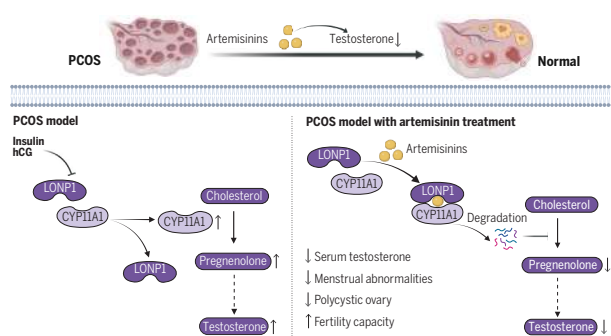 Artemisinins
Testosterone ↓
PCOS
Normal
PCOS model
Insulin
hCG
LONP1
CYP11A1
CYP11A1 ↑
LONP1
Cholesterol
Pregnenolone ↑
Testosterone ↑
PCOS model with artemisinin treatment
LONP1
Artemisinins
CYP11A1
LONP1
CYP11A1
Degradation
Cholesterol
Pregnenolone ↓
Testosterone ↓
↓ Serum testosterone
↓ Menstrual abnormalities
↓ Polycystic ovary
↑ Fertility capacity